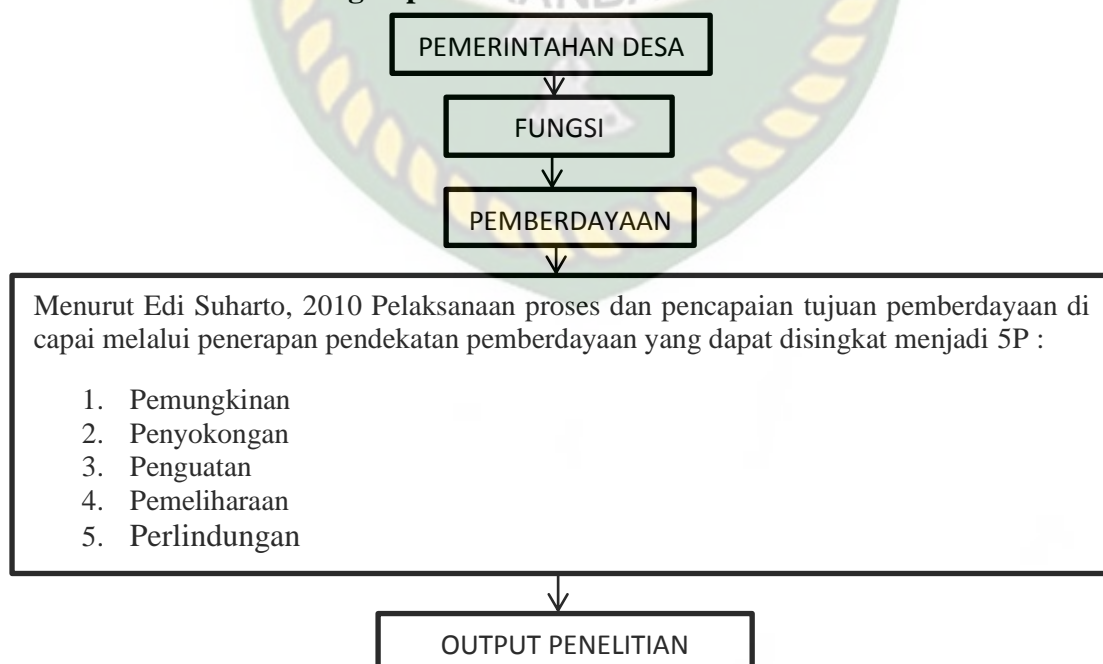 PEMERINTAHAN DESA
FUNGSI
PEMBERDAYAAN
Menurut Edi Suharto, 2010 Pelaksanaan proses dan pencapaian tujuan pemberdayaan di
capai melalui penerapan pendekatan pemberdayaan yang dapat disingkat menjadi 5P :
1. Pemungkinan
2. Penyokongan
3. Penguatan
4. Pemeliharaan
5. Perlindungan
OUTPUT PENELITIAN